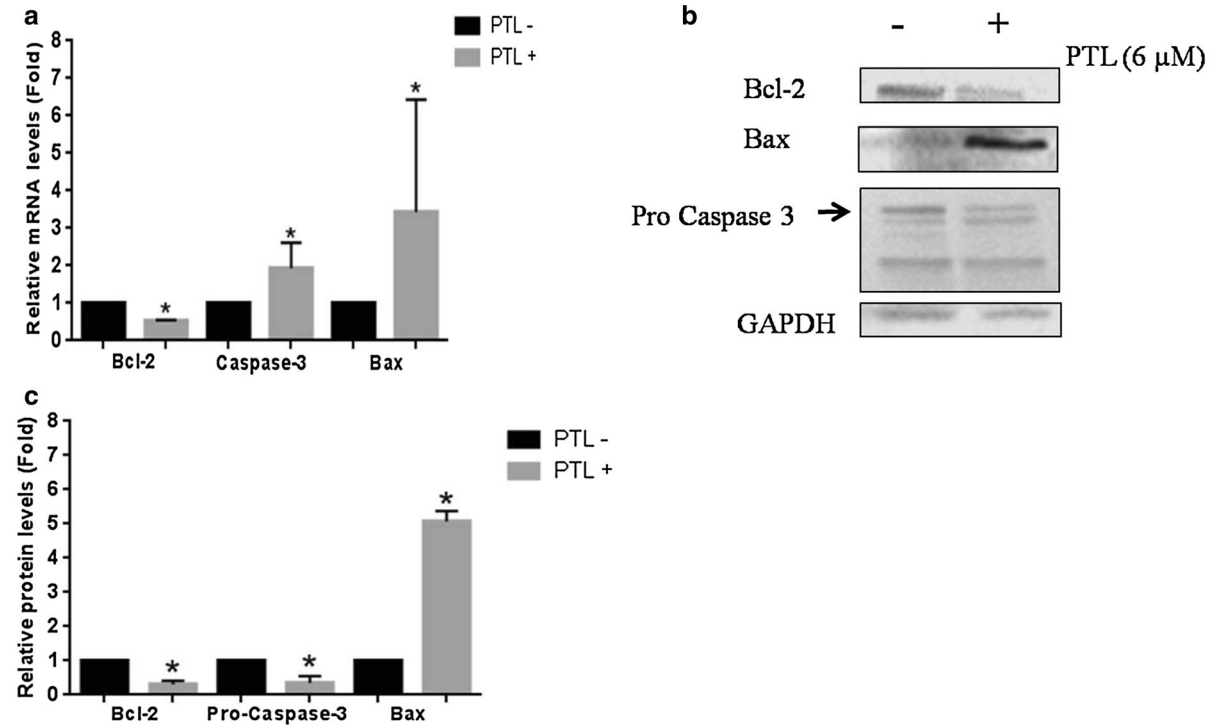 a
PTL -
PTL +
Relative mRNA levels (Fold)
8
7
6
5
4
3
2
1
0
*
*
*
Bcl-2 Caspase-3 Bax
b
- +
PTL (6 µM)
Bcl-2
Bax
Pro Caspase 3
GAPDH
c
PTL -
PTL +
Relative protein levels (Fold)
8
7
6
5
4
3
2
1
0
*
*
*
Bcl-2 Pro-Caspase-3 Bax